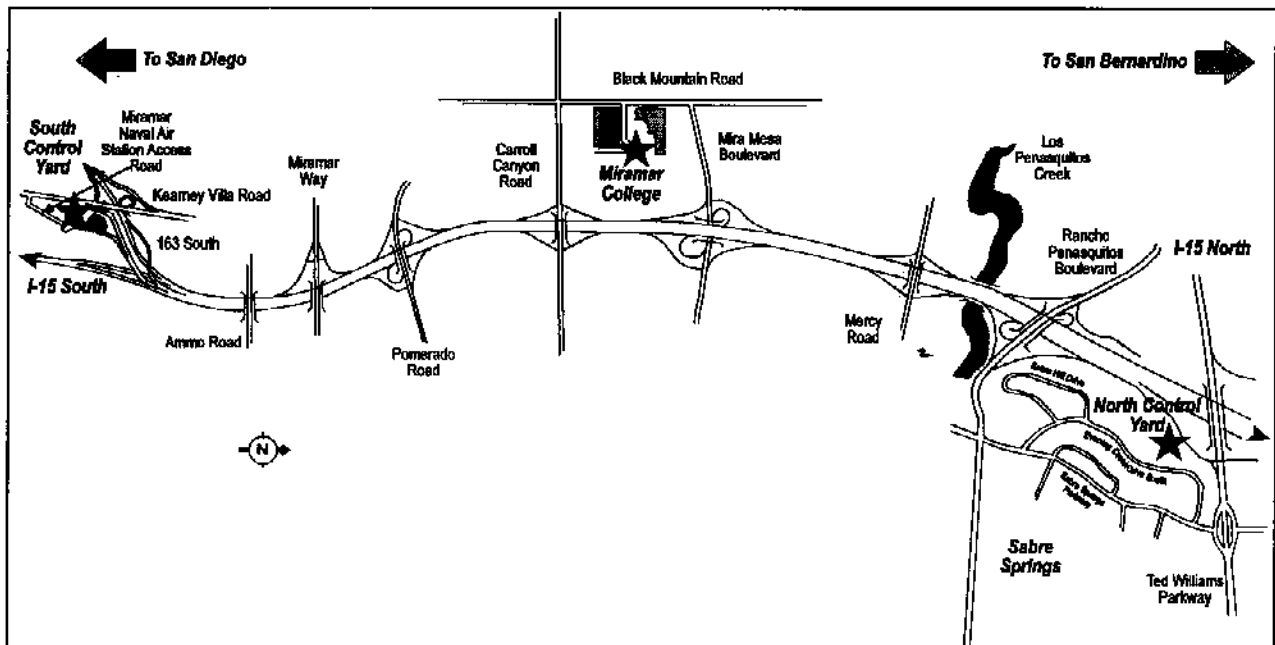 To San Diego
To San Bernardino
Black Mountain Road
South
Control
Yard
Miramar
Naval Air
Station Access
Road
Kearney Villa Road
163 South
I-15 South
Miramar
Way
Ammo Road
Pomerado
Road
Carroll
Canyon
Road
Miramar
College
Mira Mesa
Boulevard
Mercy
Road
Los
Penasquitos
Creek
Rancho
Penasquitos
Boulevard
I-15 North
North Control
Yard
Sabre Springs
Parkway
Sabre
Springs
Ted Williams
Parkway
N